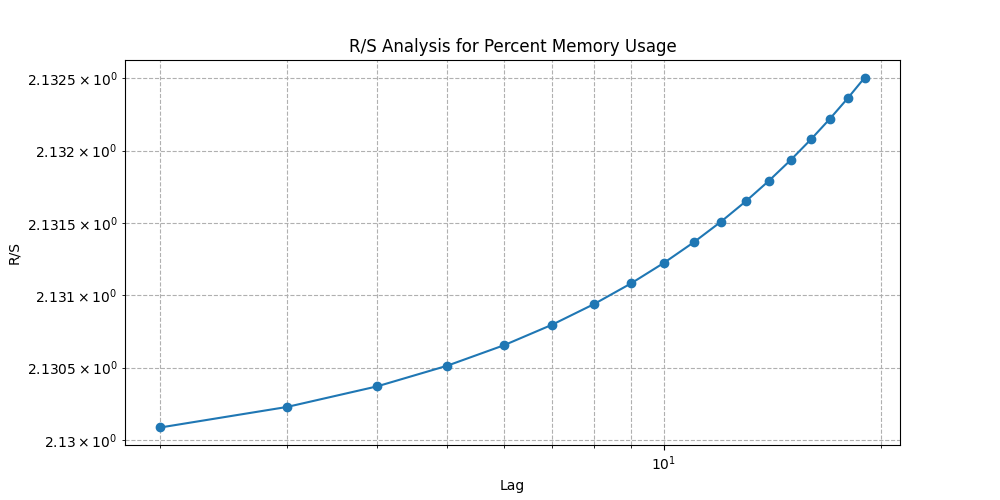 R/S Analysis for Percent Memory Usage
2.1325 × 10⁰
2.132 × 10⁰
2.1315 × 10⁰
2.131 × 10⁰
2.1305 × 10⁰
2.13 × 10⁰
R/S
10¹
Lag